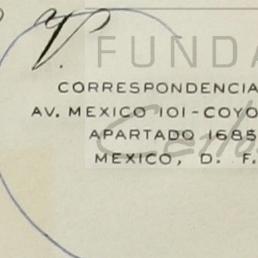 V.
FUNDA
CORRESPONDENCIA
AV. MEXICO 101-COYO
APARTADO 1685
MEXICO, D. F.